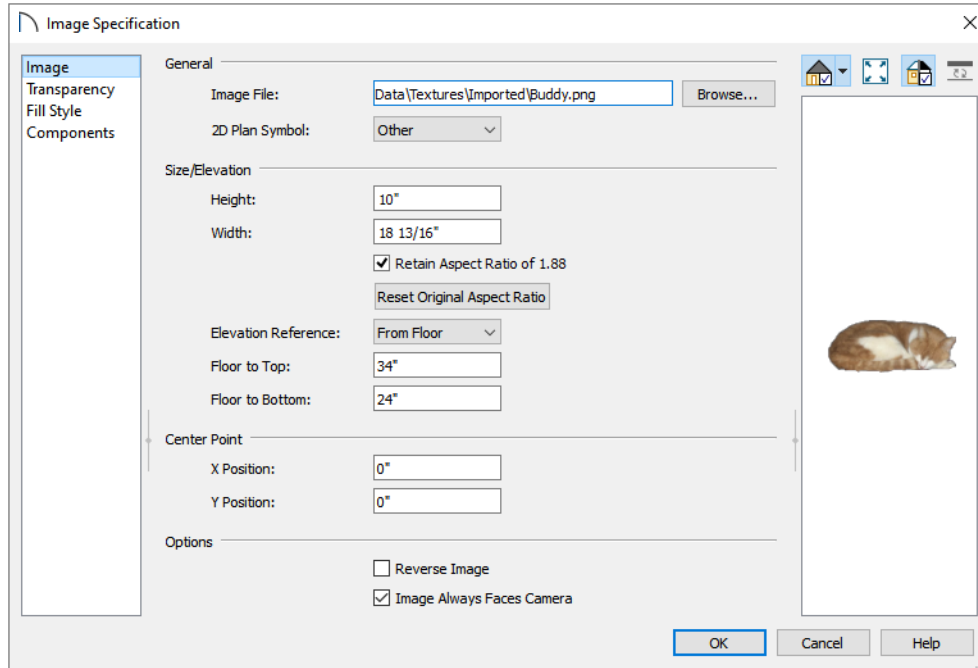 Image Specification
Image
Transparency
Fill Style
Components
General
Image File: Data\Textures\Imported\Buddy.png Browse...
2D Plan Symbol: Other
Size/Elevation
Height: 10"
Width: 18 13/16"
Retain Aspect Ratio of 1.88
Reset Original Aspect Ratio
Elevation Reference: From Floor
Floor to Top: 34"
Floor to Bottom: 24"
Center Point
X Position: 0"
Y Position: 0"
Options
Reverse Image
Image Always Faces Camera
OK Cancel Help